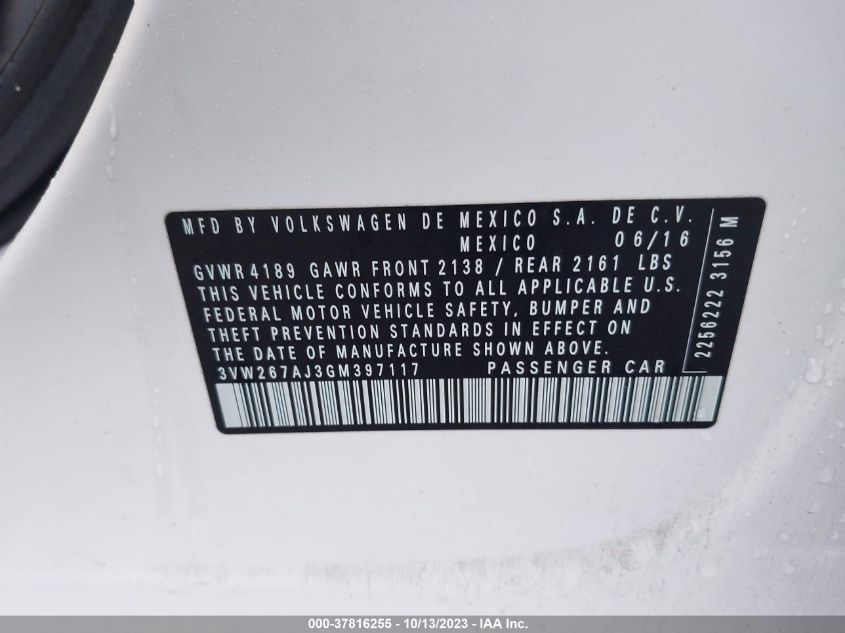 MFD BY VOLKSWAGEN DE MEXICO S.A. DE C.V.
MEXICO 06/16
GVWR 4189 GAWR FRONT 2138 / REAR 2161 LBS
THIS VEHICLE CONFORMS TO ALL APPLICABLE U.S.
FEDERAL MOTOR VEHICLE SAFETY, BUMPER AND
THEFT PREVENTION STANDARDS IN EFFECT ON
THE DATE OF MANUFACTURE SHOWN ABOVE.
3VW267AJ3GM397117 PASSENGER CAR
2256222 3156 M
000-37816255 - 10/13/2023 - IAA Inc.